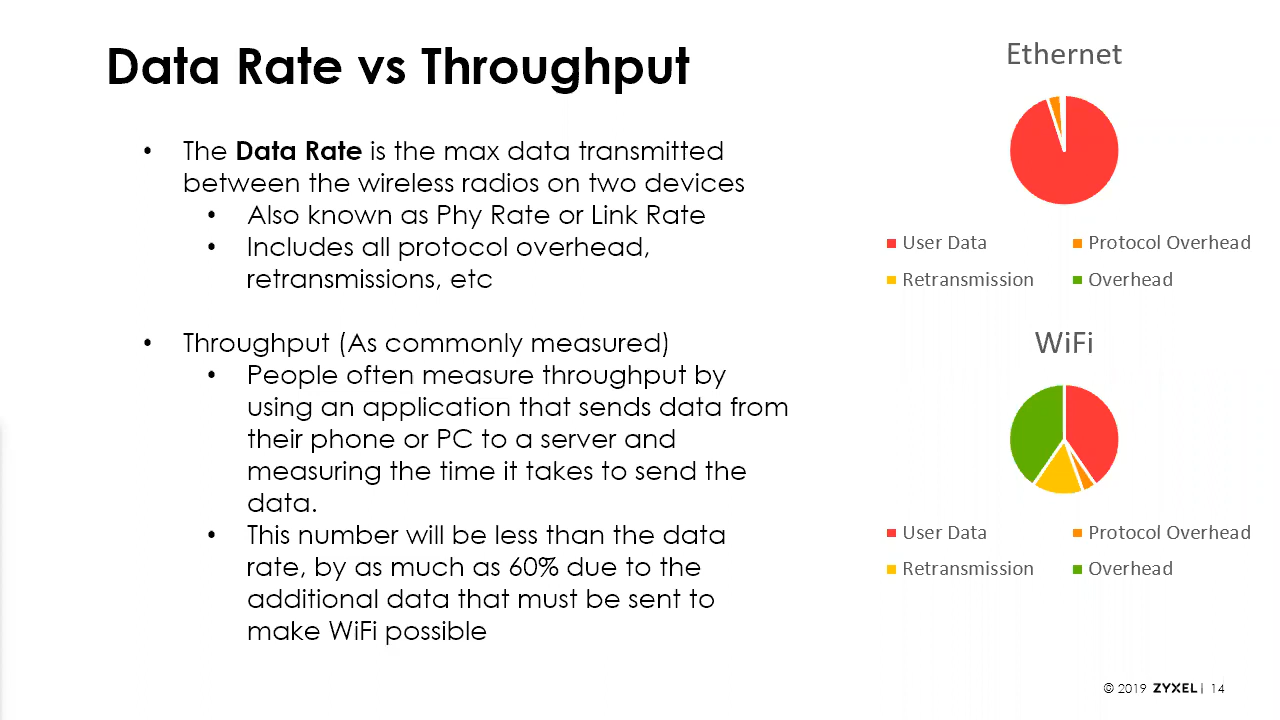 Data Rate vs Throughput
• The Data Rate is the max data transmitted
between the wireless radios on two devices
• Also known as Phy Rate or Link Rate
• Includes all protocol overhead,
retransmissions, etc
• Throughput (As commonly measured)
• People often measure throughput by
using an application that sends data from
their phone or PC to a server and
measuring the time it takes to send the
data.
• This number will be less than the data
rate, by as much as 60% due to the
additional data that must be sent to
make WiFi possible
Ethernet
User Data Protocol Overhead
Retransmission Overhead
WiFi
User Data Protocol Overhead
Retransmission Overhead
© 2019 ZYXEL | 14